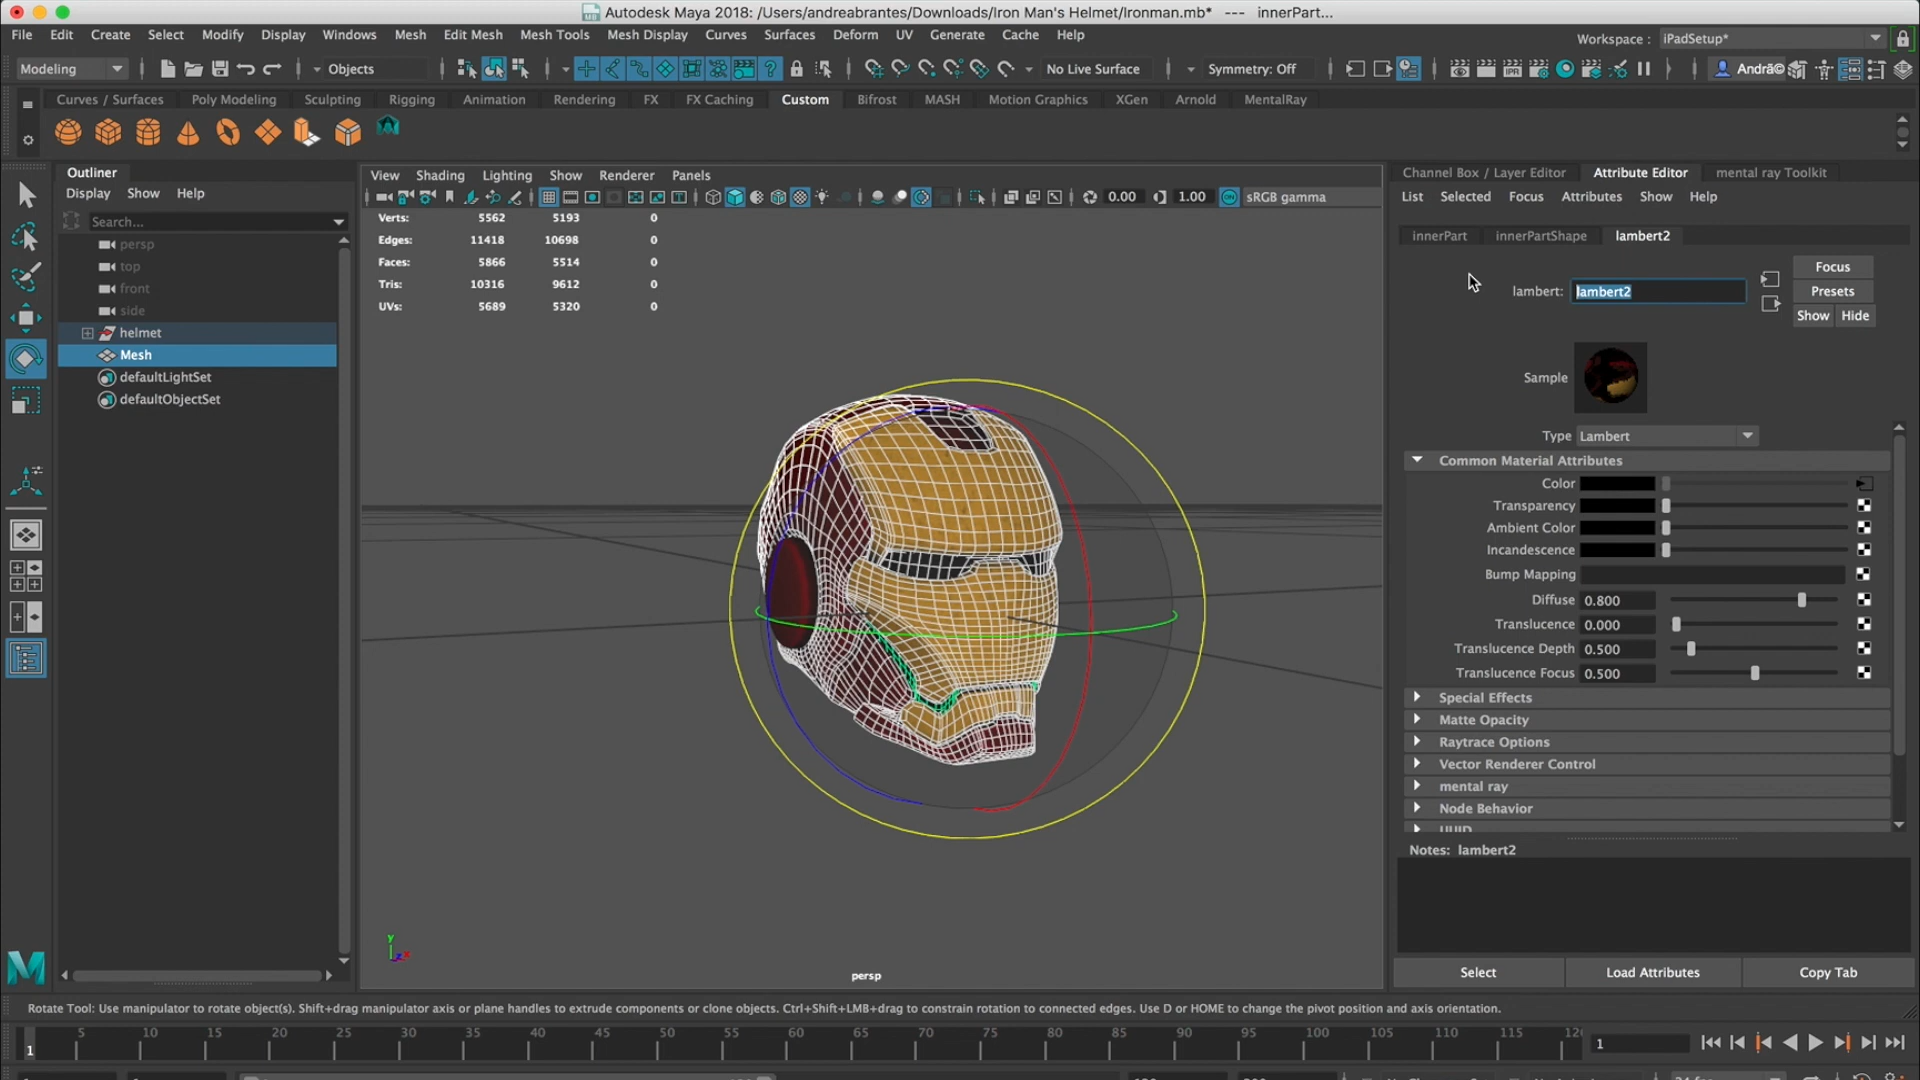 Autodesk Maya 2018: /Users/andreabrantes/Downloads/Iron Man's Helmet/Ironman.mb* --- innerPart...
File Edit Create Select Modify Display Windows Mesh Edit Mesh Mesh Tools Mesh Display Curves Surfaces Deform UV Generate Cache Help
Workspace : iPadSetup*
Modeling Objects No Live Surface Symmetry: Off IPR
Curves / Surfaces Poly Modeling Sculpting Rigging Animation Rendering FX FX Caching Custom Bifrost MASH Motion Graphics XGen Arnold MentalRay
Outliner
Display Show Help
Search...
persp
top
front
side
helmet
Mesh
defaultLightSet
defaultObjectSet
View Shading Lighting Show Renderer Panels
0.00 1.00 sRGB gamma
Verts: 5562 5193 0
Edges: 11418 10698 0
Faces: 5866 5514 0
Tris: 10316 9612 0
UVs: 5689 5320 0
y
x
persp
Channel Box / Layer Editor Attribute Editor mental ray Toolkit
List Selected Focus Attributes Show Help
innerPart innerPartShape lambert2
lambert: lambert2
Focus
Presets
Show Hide
Sample
Type Lambert
Common Material Attributes
Color
Transparency
Ambient Color
Incandescence
Bump Mapping
Diffuse 0.800
Translucence 0.000
Translucence Depth 0.500
Translucence Focus 0.500
Special Effects
Matte Opacity
Raytrace Options
Vector Renderer Control
mental ray
Node Behavior
UUID
Notes: lambert2
Select Load Attributes Copy Tab
Rotate Tool: Use manipulator to rotate object(s). Shift+drag manipulator axis or plane handles to extrude components or clone objects. Ctrl+Shift+LMB+drag to constrain rotation to connected edges. Use D or HOME to change the pivot position and axis orientation.
1 5 10 15 20 25 30 35 40 45 50 55 60 65 70 75 80 85 90 95 100 105 110 115 1